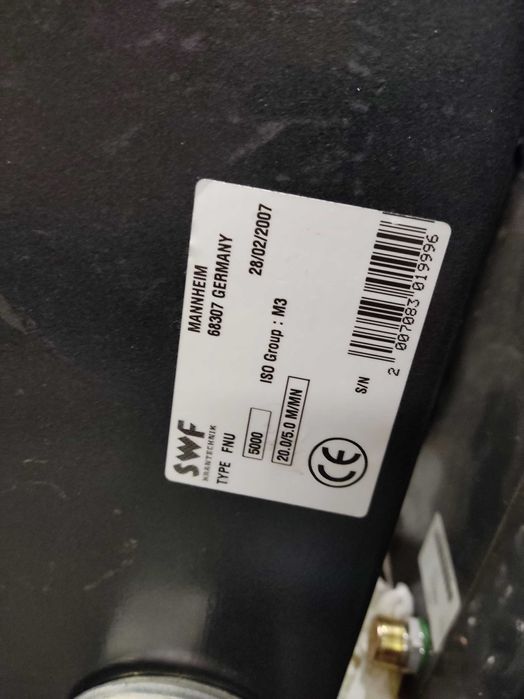 SWF
KRANTECHNIK
MANNHEIM
68307 GERMANY
TYPE FNU
28/02/2007
5000
ISO Group : M3
20.0/5.0 M/MN
S/N
2 007083 019996
CE